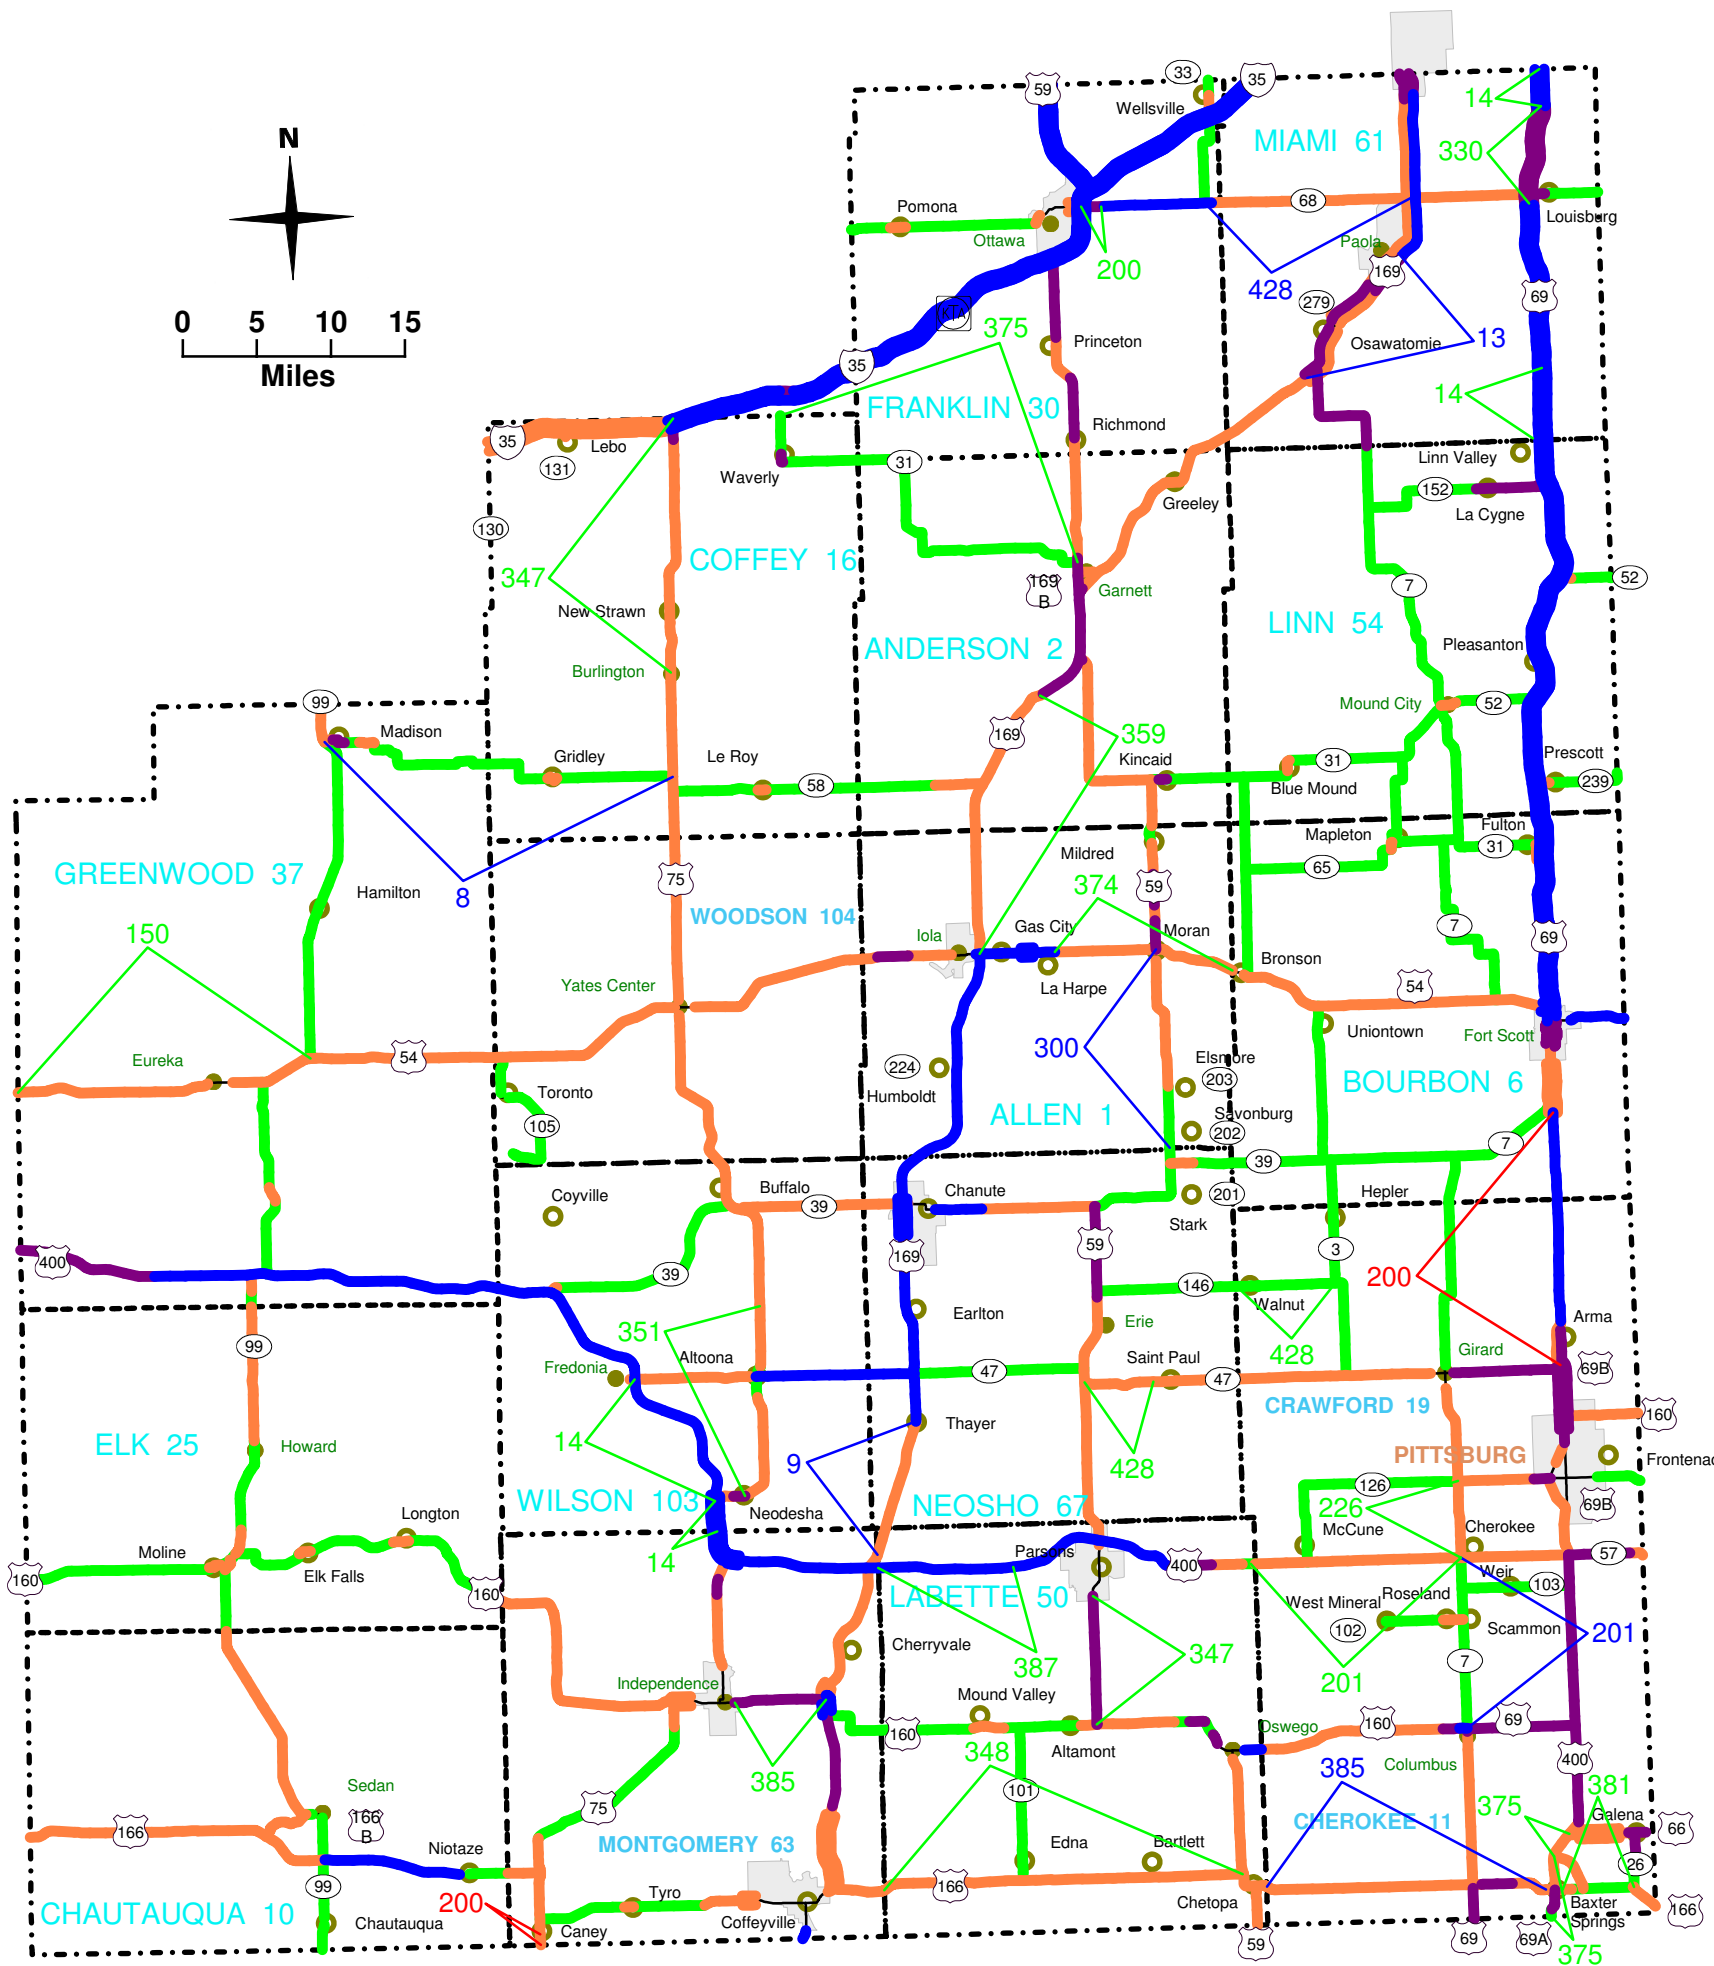 33
35
59
Wellsville
14
N
MIAMI 61
330
68
Pomona
Louisburg
Ottawa
Paola
200
169
428
69
279
K T A
0 5 10 15
Miles
375
Princeton
Osawatomie
13
35
14
FRANKLIN 30
Richmond
35
Lebo
131
Waverly
31
Linn Valley
152
La Cygne
Greeley
130
COFFEY 16
347
52
7
169
B
Garnett
New Strawn
LINN 54
ANDERSON 2
Pleasanton
Burlington
99
Mound City
52
Madison
169
359
Gridley
Le Roy
Kincaid
31
Prescott
239
58
Blue Mound
Mapleton
Fulton
31
Mildred
65
GREENWOOD 37
75
374
59
Hamilton
8
WOODSON 104
150
Iola
Gas City
Moran
7
69
Bronson
Yates Center
La Harpe
54
Uniontown
Fort Scott
300
Eureka
54
224
Elsmore
203
Humboldt
BOURBON 6
Toronto
ALLEN 1
Savonburg
202
105
7
39
Coyville
Buffalo
Chanute
201
Hepler
39
Stark
59
3
400
169
39
200
146
Walnut
Earlton
Erie
Arma
351
99
Altoona
Saint Paul
428
Girard
Fredonia
47
47
69B
CRAWFORD 19
160
Thayer
14
ELK 25
Howard
428
PITTSBURG
Frontenac
9
126
WILSON 103
NEOSHO 67
226
69B
Longton
Neodesha
McCune
Cherokee
Moline
14
Parsons
57
Elk Falls
400
160
Weir
103
160
LABETTE 50
West Mineral
Roseland
102
Scammon
201
Cherryvale
387
347
7
201
Independence
Mound Valley
160
160
69
Oswego
348
Altamont
Columbus
385
385
400
381
101
Sedan
75
375
Galena
166
166
B
CHEROKEE 11
66
Niotaze
MONTGOMERY 63
Edna
Bartlett
26
99
166
200
Tyro
Chetopa
Baxter
Springs
166
CHAUTAUQUA 10
Chautauqua
Caney
Coffeyville
59
69
69A
375